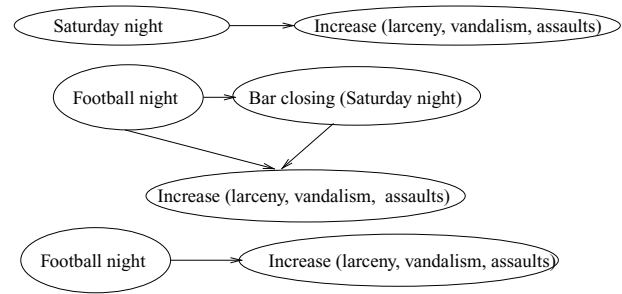 Saturday night
Increase (larceny, vandalism, assaults)
Football night
Bar closing (Saturday night)
Increase (larceny, vandalism, assaults)
Football night
Increase (larceny, vandalism, assaults)